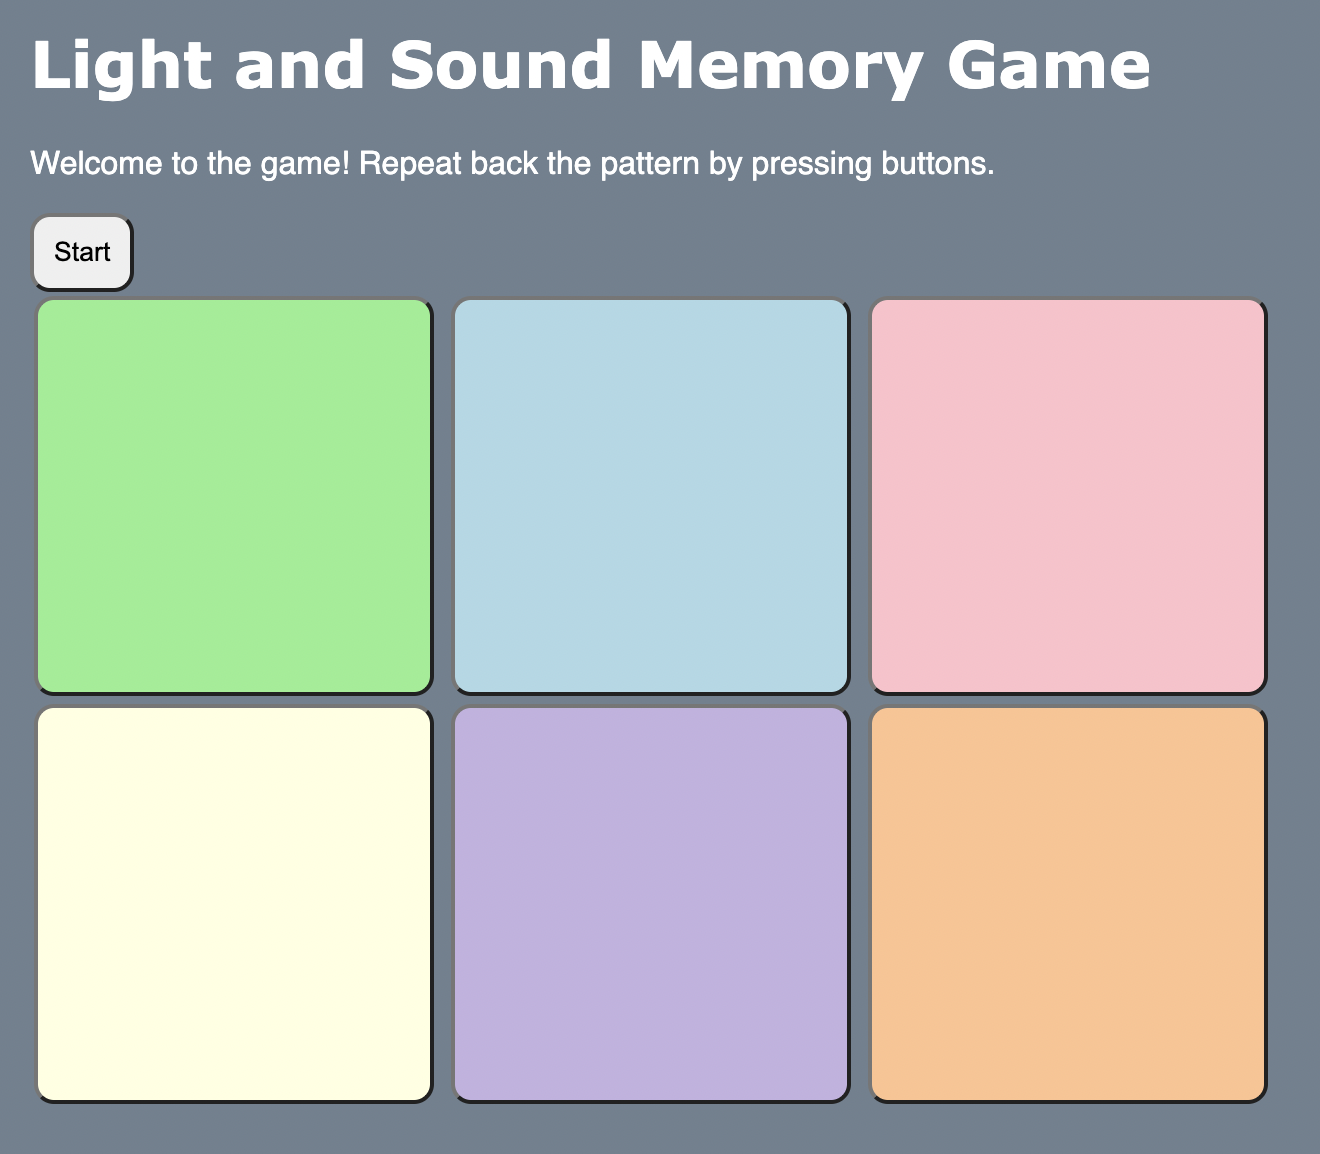 Light and Sound Memory Game
Welcome to the game! Repeat back the pattern by pressing buttons.
Start